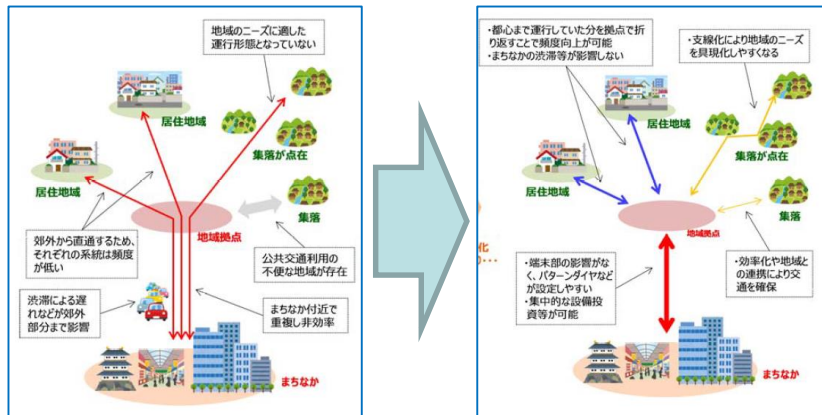 地域のニーズに適した
運行形態となっていない
居住地域
集落が点在
居住地域
集落
地域拠点
郊外から直通するため、
それぞれの系統は頻度
が低い
公共交通利用の
不便な地域が存在
渋滞による遅
れなどが郊外
部分まで影響
まちなか付近で
重複し非効率
まちなか
・都心まで運行していた分を拠点で折
り返すことで頻度向上が可能
・まちなかの渋滞等が影響しない
・支線化により地域のニーズ
を具現化しやすくなる
居住地域
集落が点在
居住地域
集落
地域拠点
化
・端末部の影響が
なく、パターンダイヤなど
が設定しやすい
・集中的な設備投
資等が可能
・効率化や地域と
の連携により交
通を確保
まちなか